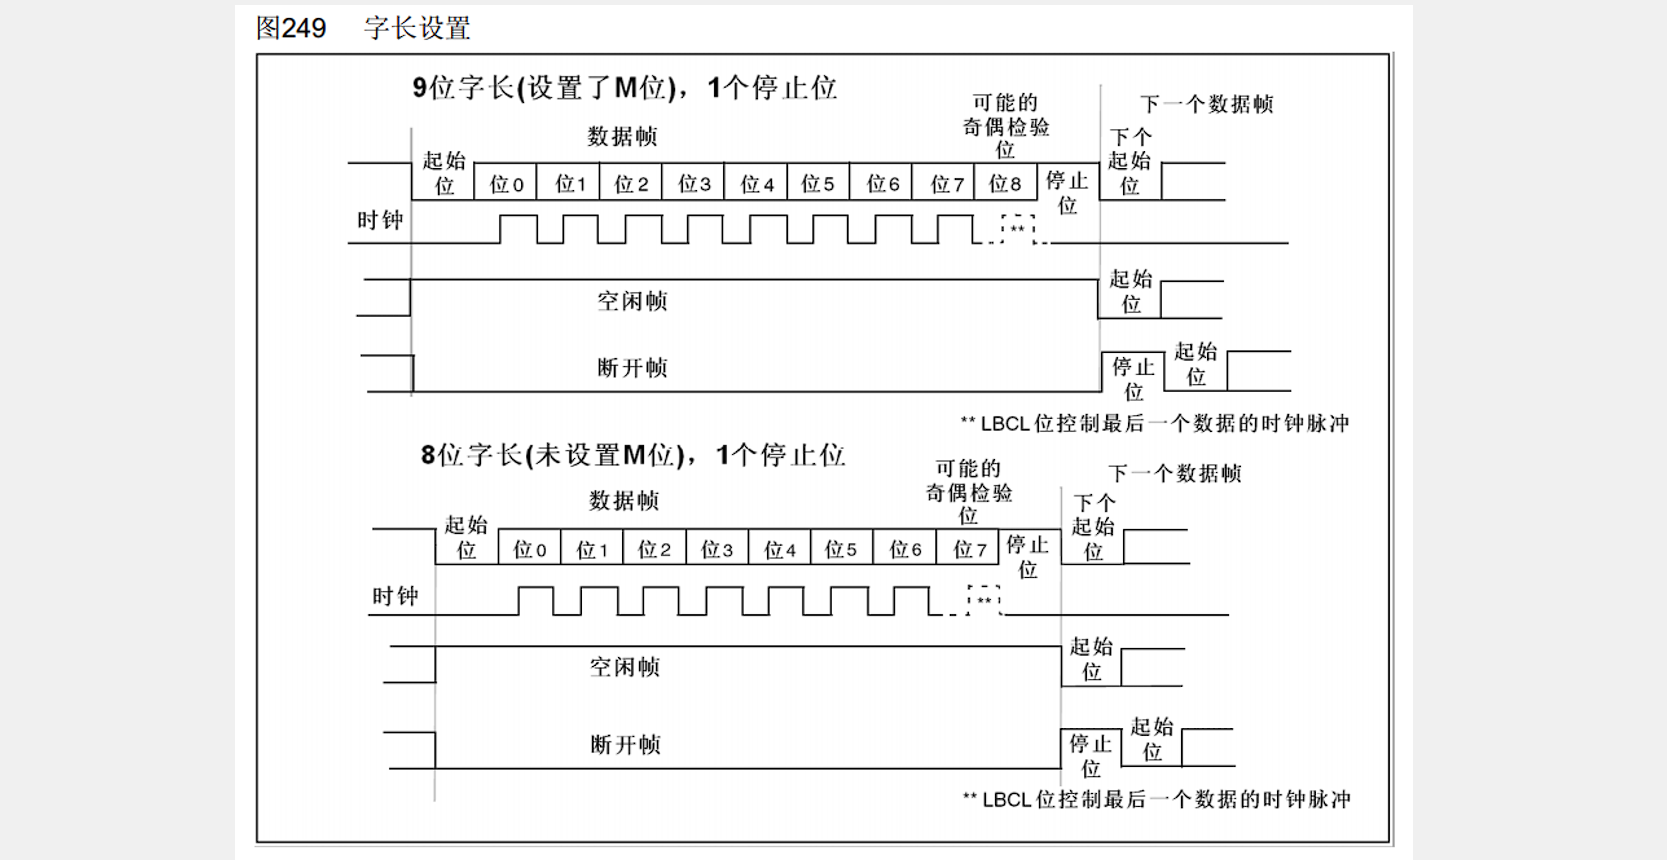 图249 字长设置
9位字长(设置了M位)，1个停止位
可能的
奇偶检验
位
下一个数据帧
数据帧
下个
起始
位
起始
位
位0 位1 位2 位3 位4 位5 位6 位7 位8
停止
位
时钟
**
空闲帧
起始
位
断开帧
停止
位
起始
位
** LBCL位控制最后一个数据的时钟脉冲
8位字长(未设置M位)，1个停止位
可能的
奇偶检验
位
下一个数据帧
数据帧
下个
起始
位
起始
位
位0 位1 位2 位3 位4 位5 位6 位7
停止
位
时钟
**
空闲帧
起始
位
断开帧
停止
位
起始
位
** LBCL位控制最后一个数据的时钟脉冲